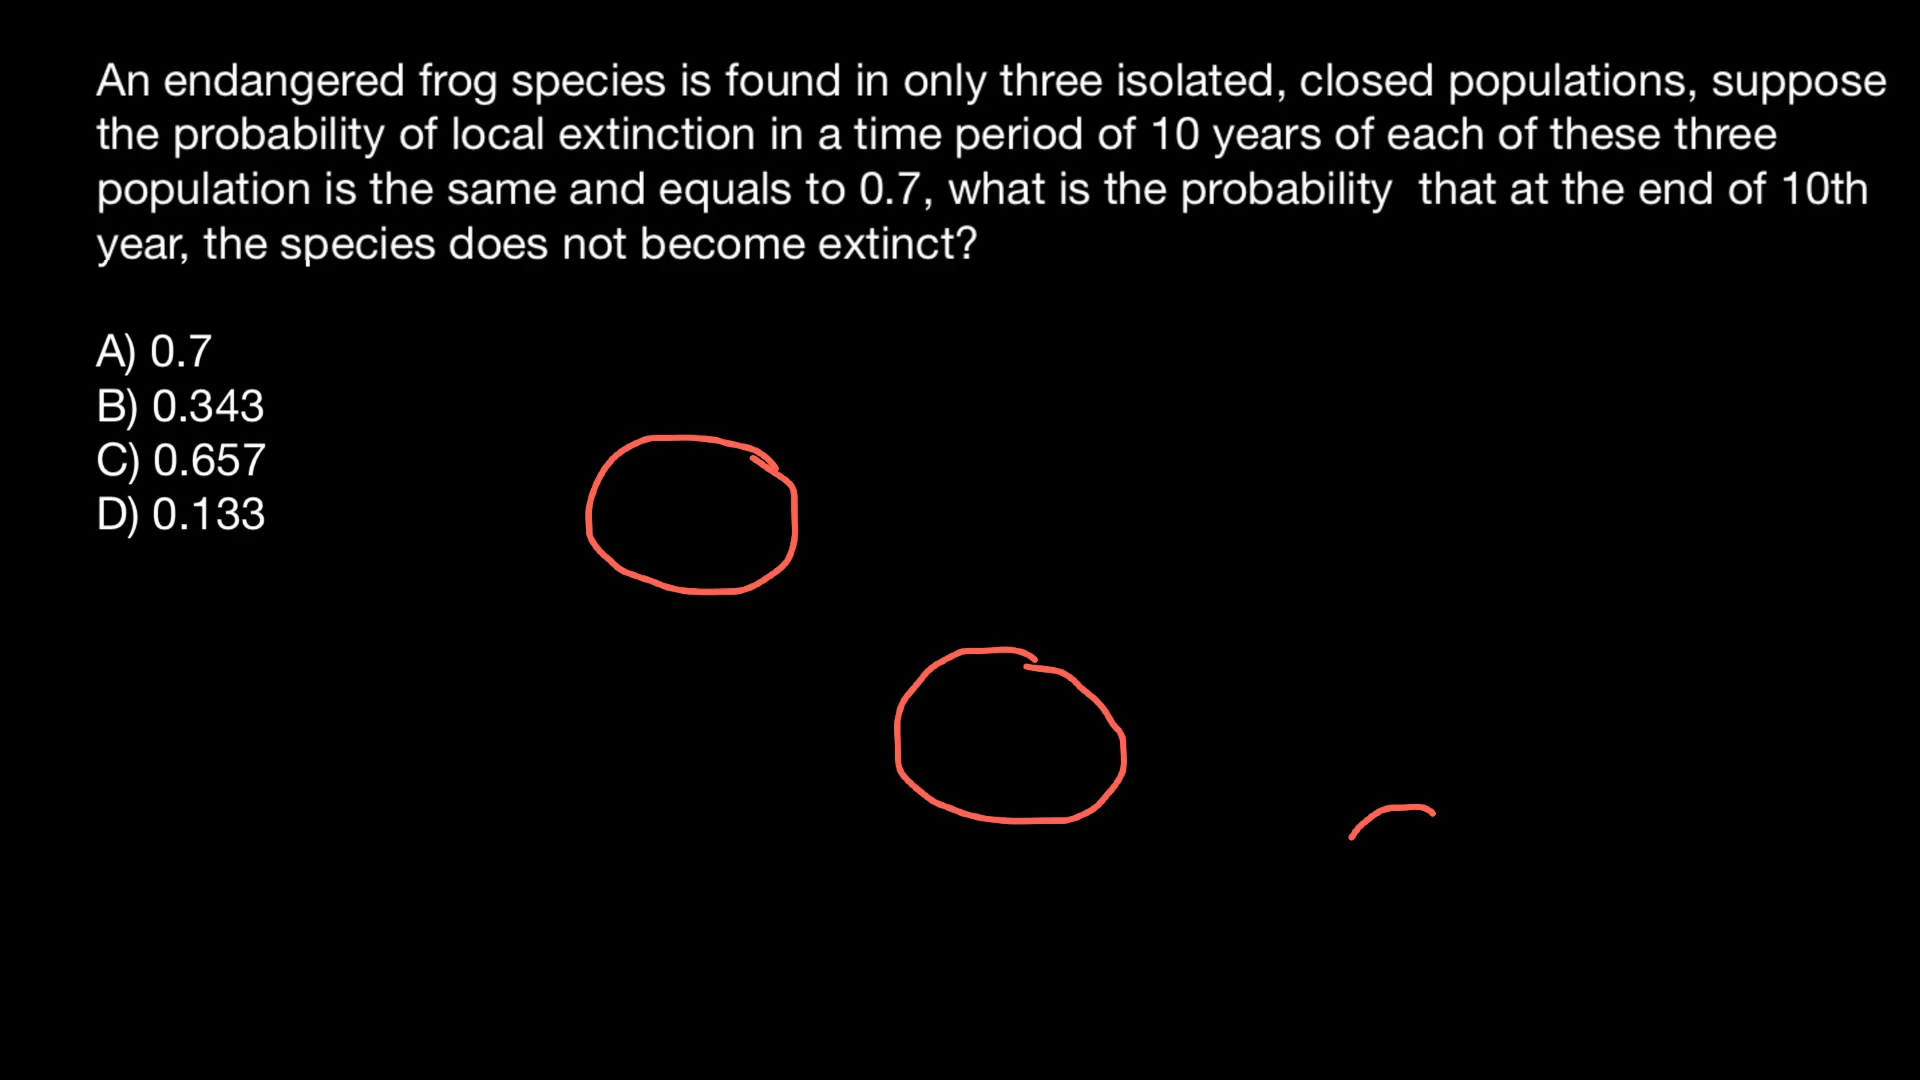 An endangered frog species is found in only three isolated, closed populations, suppose
the probability of local extinction in a time period of 10 years of each of these three
population is the same and equals to 0.7, what is the probability  that at the end of 10th
year, the species does not become extinct?
A) 0.7
B) 0.343
C) 0.657
D) 0.133